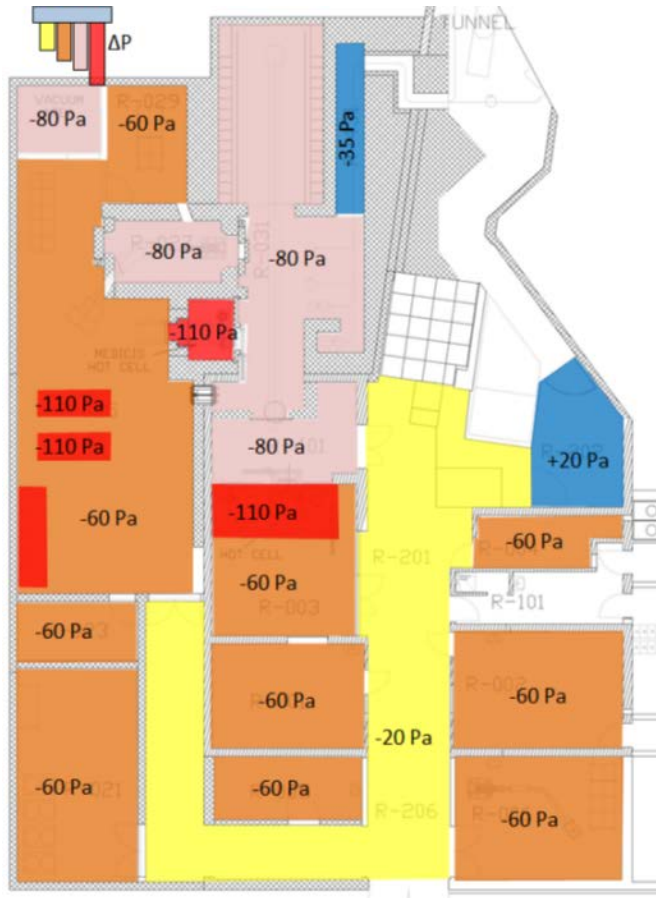 ΔP
TUNNEL
VACUUM
R-029
-80 Pa
-60 Pa
-35 Pa
R-031
-80 Pa
-80 Pa
-110 Pa
MEDICIS
HOT CELL
-110 Pa
-110 Pa
-80 Pa
+20 Pa
-110 Pa
-60 Pa
-60 Pa
HOT CELL
R-201
-60 Pa
R-101
R-003
-60 Pa
R-002
-60 Pa
-60 Pa
-20 Pa
-60 Pa
-60 Pa
R-206
-60 Pa